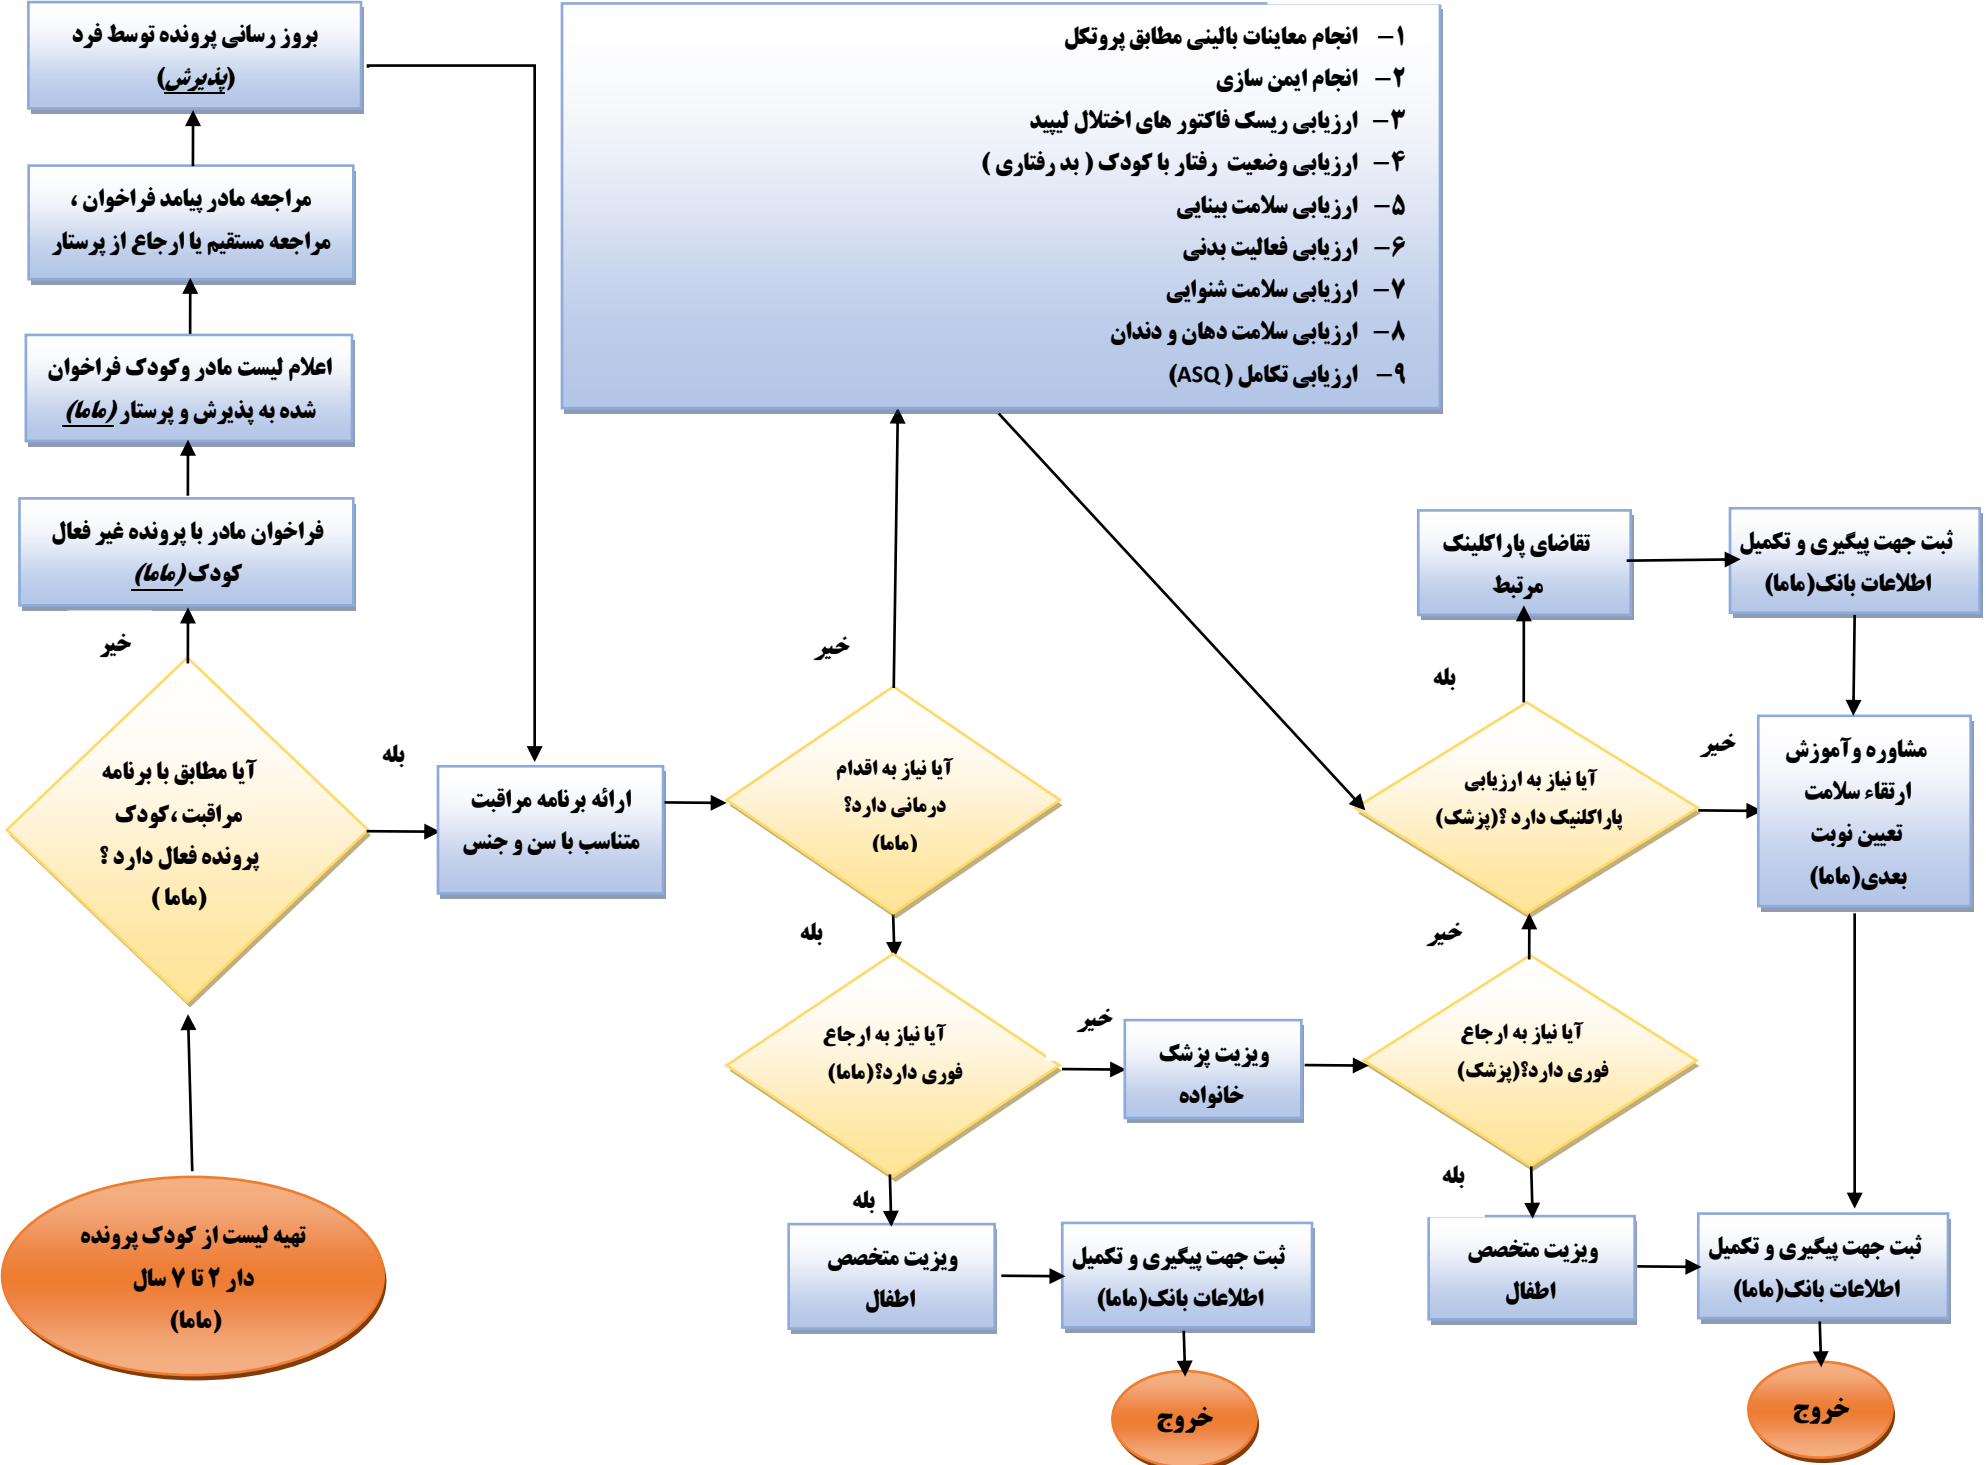 بروز رسانی پرونده توسط فرد
(پذیرش)
مراجعه مادر پیامد فراخوان ،
مراجعه مستقیم یا ارجاع از پرستار
اعلام لیست مادر وکودک فراخوان
شده به پذیرش و پرستار (ماما)
فراخوان مادر با پرونده غیر فعال
کودک (ماما)
خیر
آیا مطابق با برنامه
مراقبت ،کودک
پرونده فعال دارد ؟
(ماما )
بله
تهیه لیست از کودک پرونده
دار ۲ تا ۷ سال
(ماما)
ارائه برنامه مراقبت
متناسب با سن و جنس
آیا نیاز به اقدام
درمانی دارد؟
(ماما)
خیر
۱- انجام معاینات بالینی مطابق پروتکل
۲- انجام ایمن سازی
۳- ارزیابی ریسک فاکتور های اختلال لیپید
۴- ارزیابی وضعیت رفتار با کودک ( بد رفتاری )
۵- ارزیابی سلامت بینایی
۶- ارزیابی فعالیت بدنی
۷- ارزیابی سلامت شنوایی
۸- ارزیابی سلامت دهان و دندان
۹- ارزیابی تکامل ( ASQ)
بله
آیا نیاز به ارجاع
فوری دارد؟(ماما)
خیر
بله
ویزیت متخصص
اطفال
ثبت جهت پیگیری و تکمیل
اطلاعات بانک(ماما)
خروج
ویزیت پزشک
خانواده
آیا نیاز به ارجاع
فوری دارد؟(پزشک)
خیر
بله
ویزیت متخصص
اطفال
ثبت جهت پیگیری و تکمیل
اطلاعات بانک(ماما)
خروج
آیا نیاز به ارزیابی
پاراکلنیک دارد ؟(پزشک)
بله
خیر
تقاضای پاراکلینک
مرتبط
ثبت جهت پیگیری و تکمیل
اطلاعات بانک(ماما)
مشاوره وآموزش
ارتقاء سلامت
تعیین نوبت
بعدی(ماما)